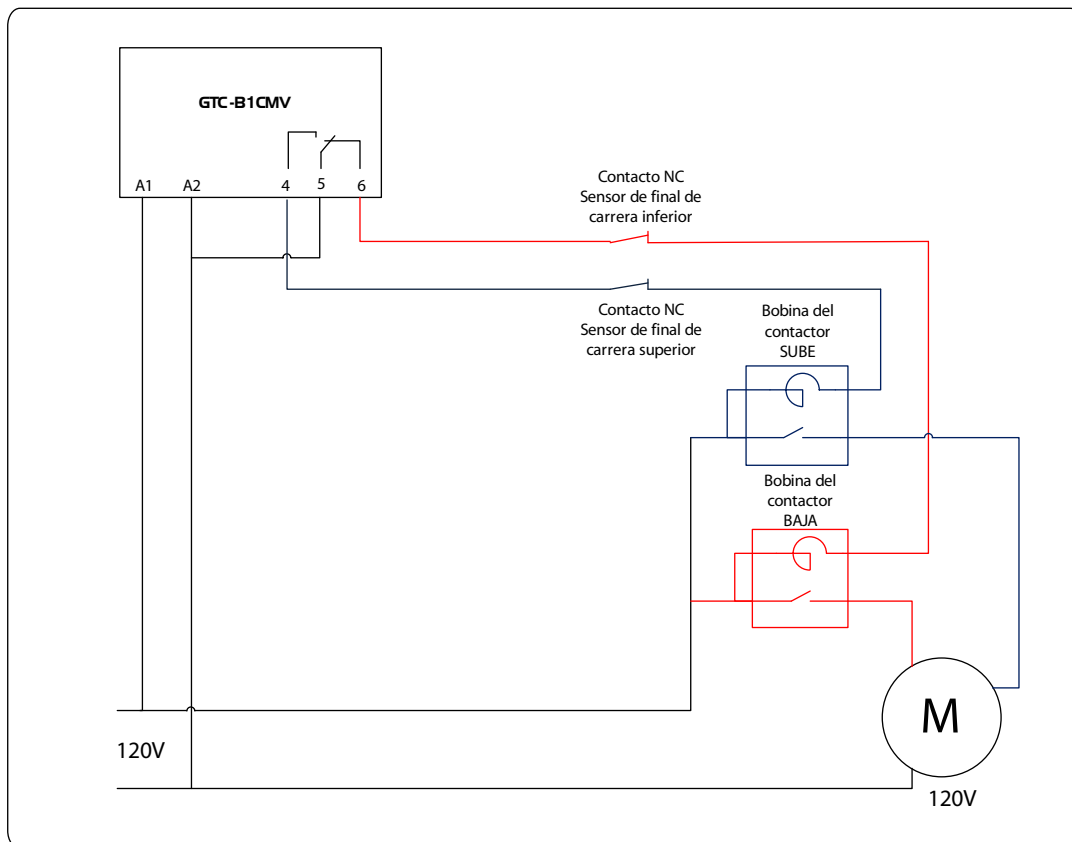 GTC-B1CMV
A1 A2 4 5 6
Contacto NC
Sensor de final de
carrera inferior
Contacto NC
Sensor de final de
carrera superior
Bobina del
contactor
SUBE
Bobina del
contactor
BAJA
M
120V
120V